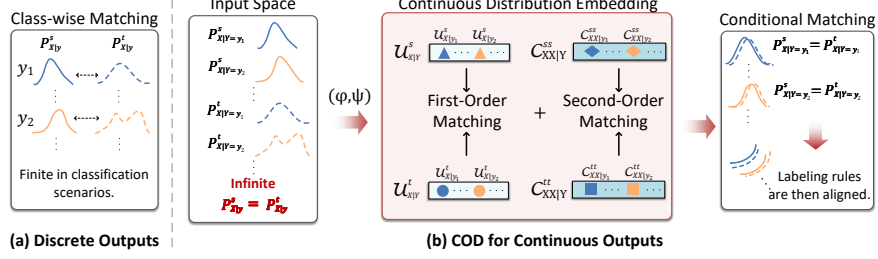 Class-wise Matching
P^s_{X|y} P^t_{X|y}
y_1
y_2
Finite in classification
scenarios.
(a) Discrete Outputs
Input Space
P^s_{X|Y=y_1}
P^s_{X|Y=y_2}
P^t_{X|Y=y_1}
P^t_{X|Y=y_2}
Infinite
P^s_{X|y} = P^t_{X|y}
(φ,ψ)
Continuous Distribution Embedding
U^s_{X|Y} U^s_{X|y_1} U^s_{X|y_2} C^{ss}_{XX|Y} C^{ss}_{XX|y_1} C^{ss}_{XX|y_2}
First-Order
Matching
+
Second-Order
Matching
U^t_{X|Y} U^t_{X|y_1} U^t_{X|y_2} C^{tt}_{XX|Y} C^{tt}_{XX|y_1} C^{tt}_{XX|y_2}
(b) COD for Continuous Outputs
Conditional Matching
P^s_{X|Y=y_1} = P^t_{X|Y=y_1}
P^s_{X|Y=y_2} = P^t_{X|Y=y_2}
Labeling rules
are then aligned.